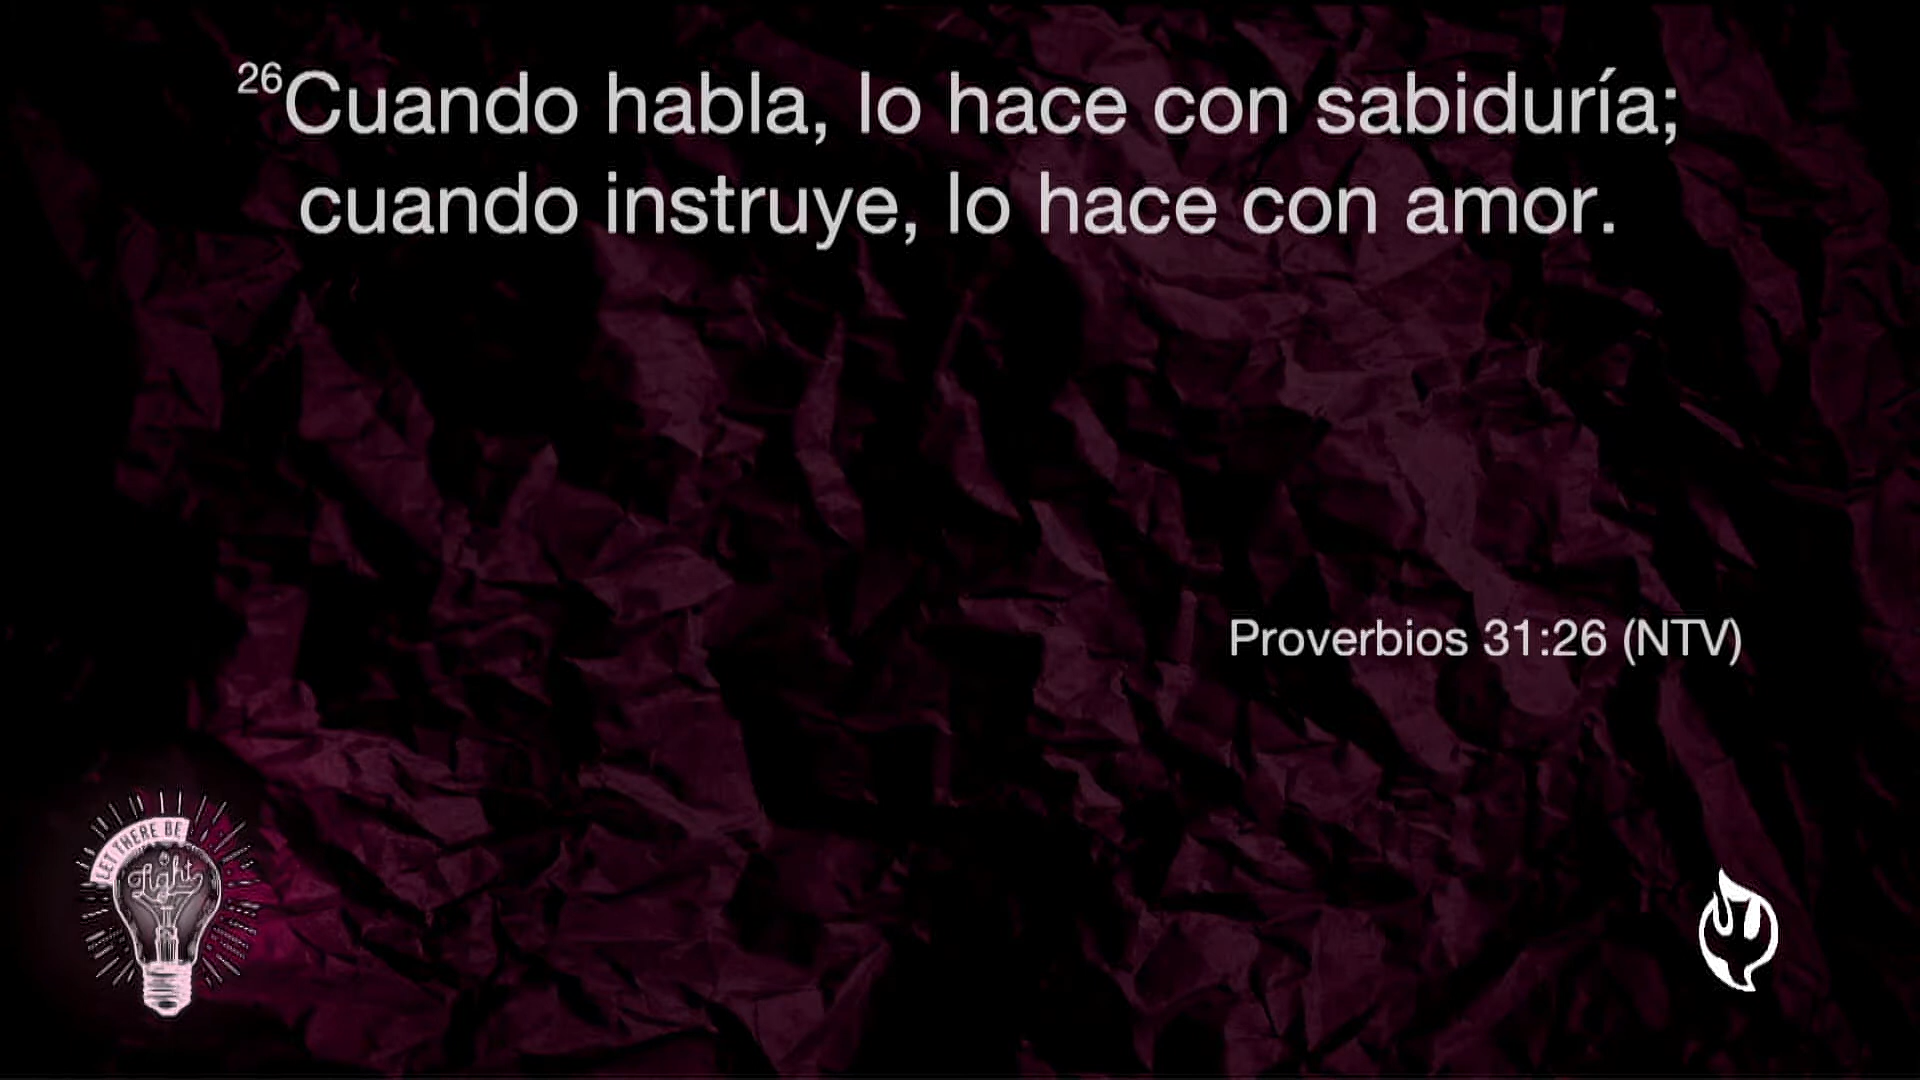 26Cuando habla, lo hace con sabiduría;
cuando instruye, lo hace con amor.
Proverbios 31:26 (NTV)
LET THERE BE
Light